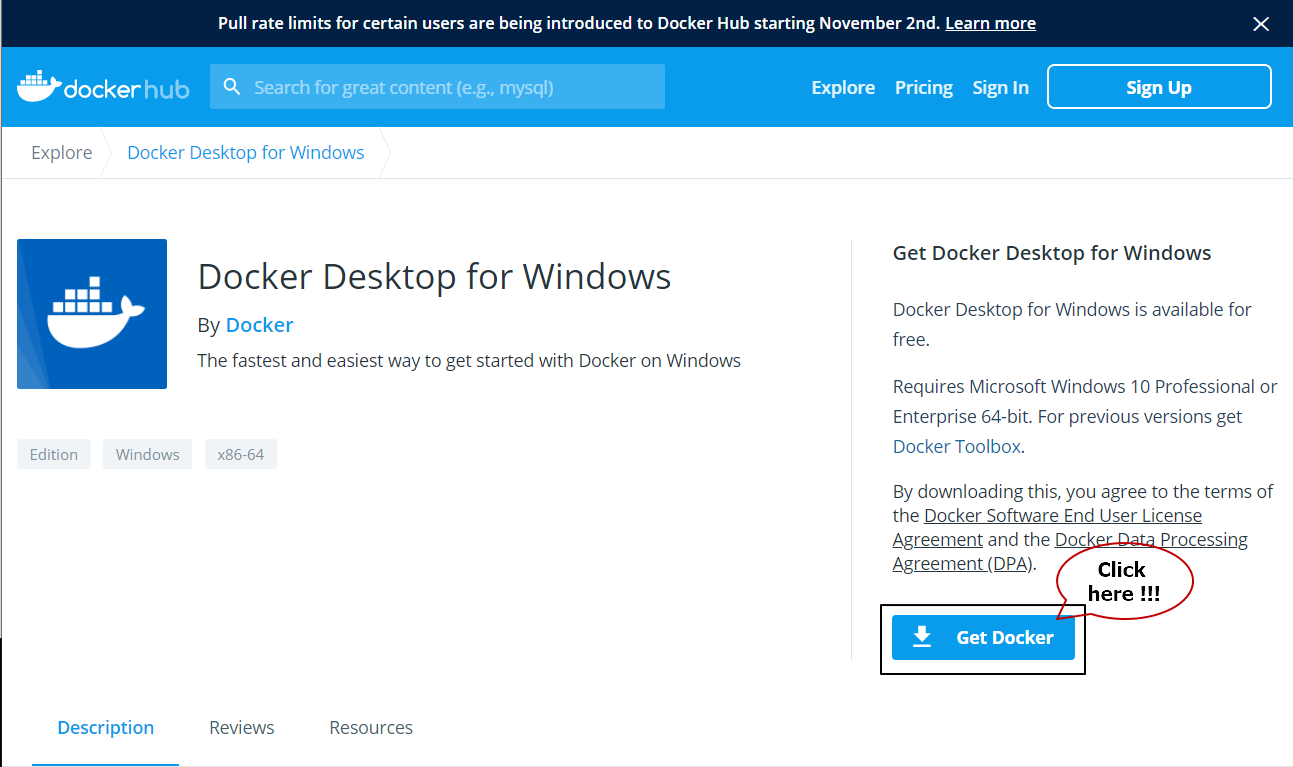 Pull rate limits for certain users are being introduced to Docker Hub starting November 2nd. Learn more
dockerhub
Search for great content (e.g., mysql)
Explore
Pricing
Sign In
Sign Up
Explore
Docker Desktop for Windows
Docker Desktop for Windows
By Docker
The fastest and easiest way to get started with Docker on Windows
Edition
Windows
x86-64
Get Docker Desktop for Windows
Docker Desktop for Windows is available for
free.
Requires Microsoft Windows 10 Professional or
Enterprise 64-bit. For previous versions get
Docker Toolbox.
By downloading this, you agree to the terms of
the Docker Software End User License
Agreement and the Docker Data Processing
Agreement (DPA).
Click
here !!!
Get Docker
Description
Reviews
Resources